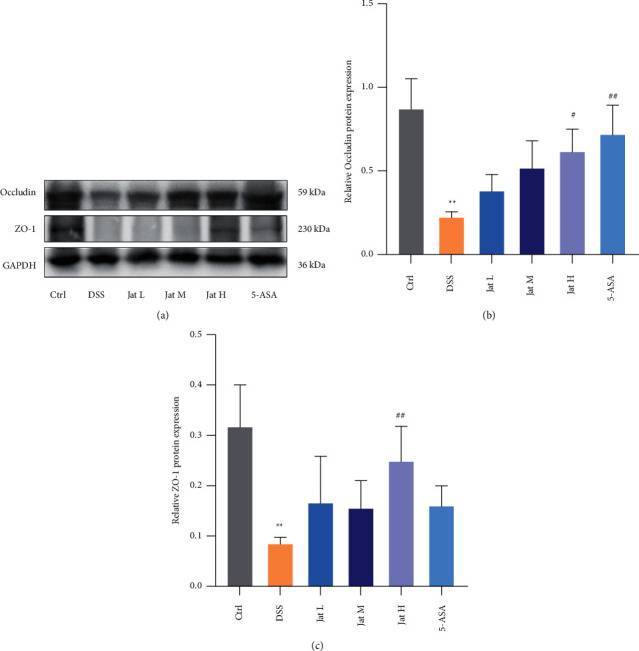 Occludin 59 kDa
ZO-1 230 kDa
GAPDH 36 kDa
Ctrl DSS Jat L Jat M Jat H 5-ASA
(a)
Relative Occludin protein expression
1.5
1.0
0.5
0.0
**
#
##
Ctrl DSS Jat L Jat M Jat H 5-ASA
(b)
Relative ZO-1 protein expression
0.5
0.4
0.3
0.2
0.1
0.0
**
##
Ctrl DSS Jat L Jat M Jat H 5-ASA
(c)